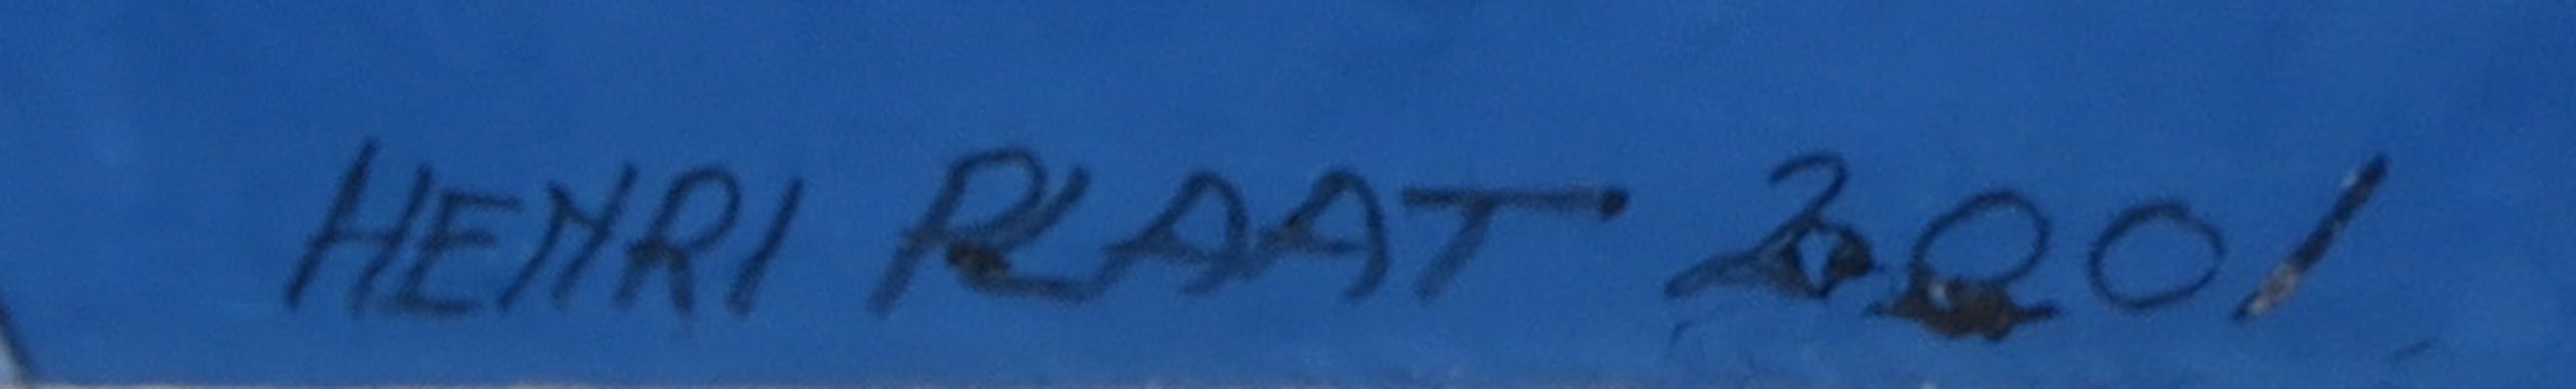 HENRI PLAAT 2001